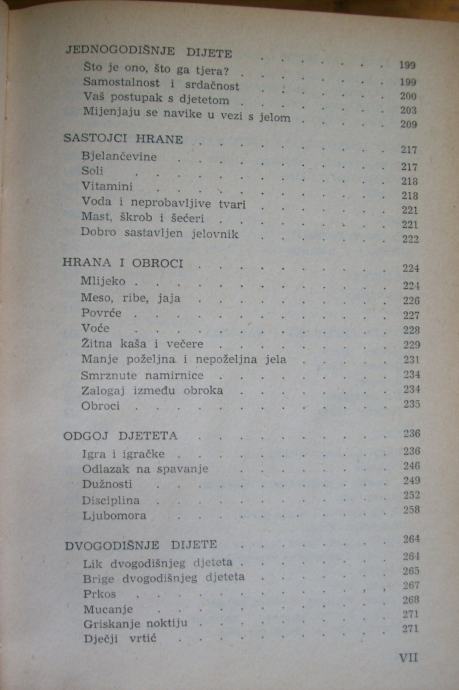 JEDNOGODIŠNJE DIJETE . . . . . . . . 199
Što je ono, što ga tjera? . . . . . . . . 199
Samostalnost i srdačnost . . . . . . . . 200
Vaš postupak s djetetom . . . . . . . . 203
Mijenjaju se navike u vezi s jelom . . . . . . . . 209
SASTOJCI HRANE . . . . . . . . 217
Bjelančevine . . . . . . . . 217
Soli . . . . . . . . 218
Vitamini . . . . . . . . 218
Voda i neprobavljive tvari . . . . . . . . 221
Mast, škrob i šećeri . . . . . . . . 221
Dobro sastavljen jelovnik . . . . . . . . 222
HRANA I OBROCI . . . . . . . . 224
Mlijeko . . . . . . . . 224
Meso, ribe, jaja . . . . . . . . 226
Povrće . . . . . . . . 227
Voće . . . . . . . . 228
Žitna kaša i večere . . . . . . . . 229
Manje poželjna i nepoželjna jela . . . . . . . . 231
Smrznute namirnice . . . . . . . . 234
Zalogaj između obroka . . . . . . . . 234
Obroci . . . . . . . . 235
ODGOJ DJETETA . . . . . . . . 236
Igra i igračke . . . . . . . . 236
Odlazak na spavanje . . . . . . . . 246
Dužnosti . . . . . . . . 249
Disciplina . . . . . . . . 252
Ljubomora . . . . . . . . 258
DVOGODIŠNJE DIJETE . . . . . . . . 264
Lik dvogodišnjeg djeteta . . . . . . . . 264
Brige dvogodišnjeg djeteta . . . . . . . . 265
Prkos . . . . . . . . 267
Mucanje . . . . . . . . 268
Griskanje noktiju . . . . . . . . 271
Dječji vrtić . . . . . . . . 271
VII